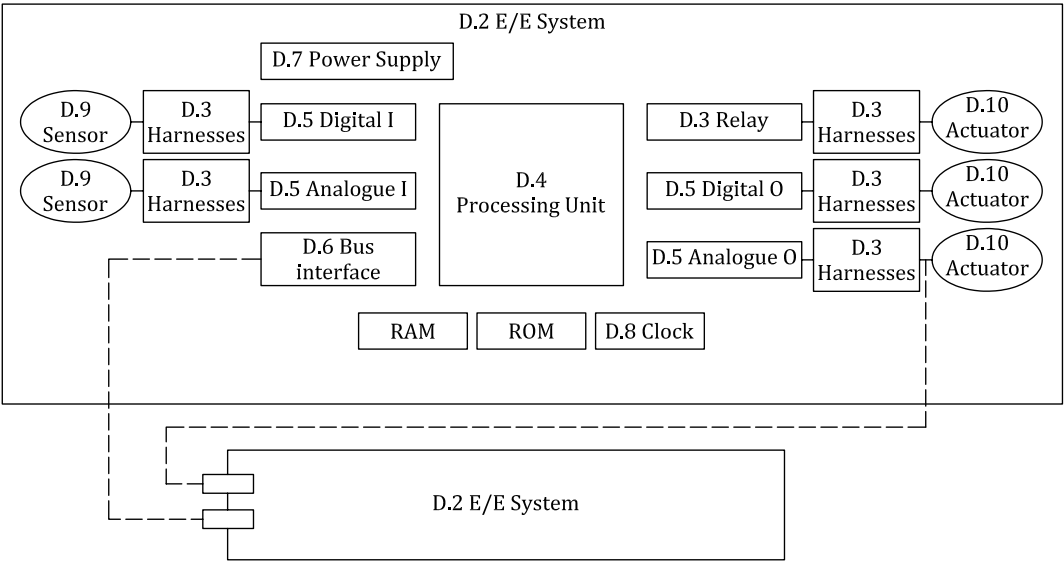 D.2 E/E System
D.7 Power Supply
D.9
Sensor
D.3
Harnesses
D.5 Digital I
D.9
Sensor
D.3
Harnesses
D.5 Analogue I
D.6 Bus
interface
D.4
Processing Unit
D.3 Relay
D.3
Harnesses
D.10
Actuator
D.5 Digital O
D.3
Harnesses
D.10
Actuator
D.5 Analogue O
D.3
Harnesses
D.10
Actuator
RAM
ROM
D.8 Clock
D.2 E/E System